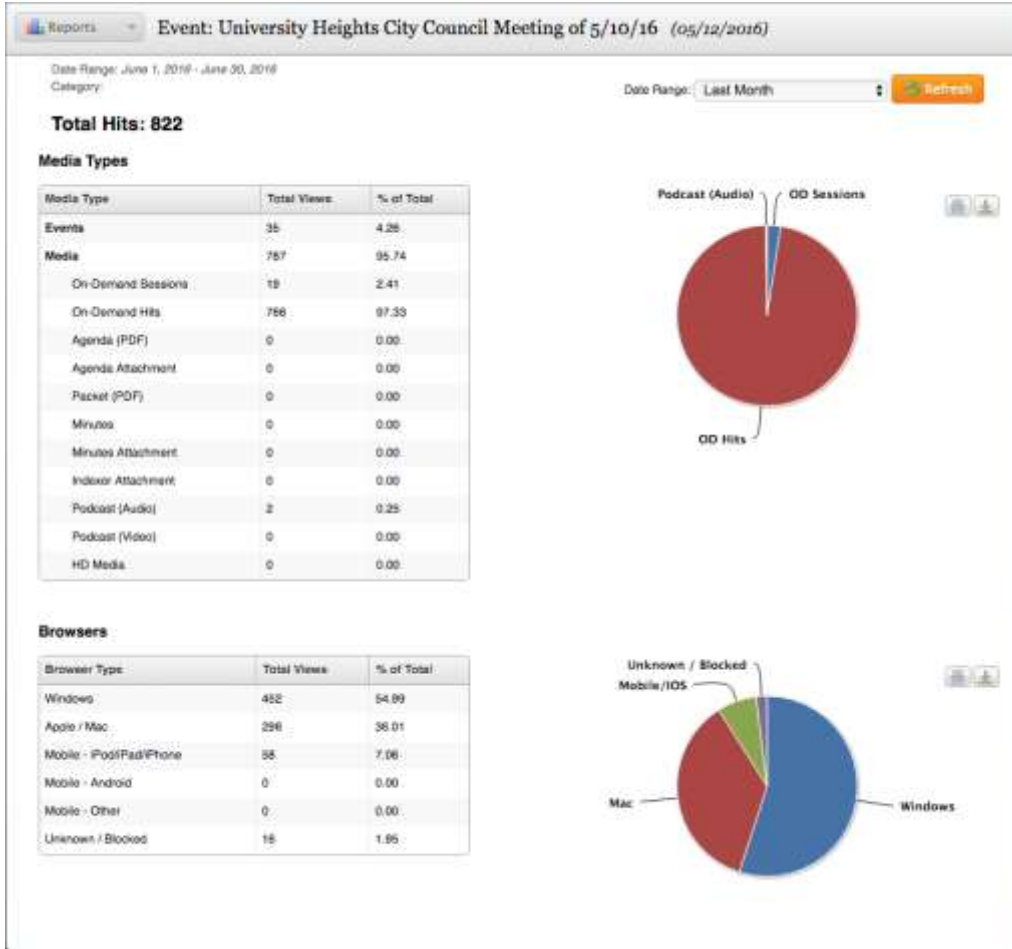 Reports Event: University Heights City Council Meeting of 5/10/16 (05/12/2016)
Date Range: June 1, 2016 - June 30, 2016
Category:
Date Range: Last Month Refresh
Total Hits: 822
Media Types
Media Type Total Views % of Total
Events 35 4.26
Media 787 95.74
On-Demand Sessions 19 2.41
On-Demand Hits 766 97.33
Agenda (PDF) 0 0.00
Agenda Attachment 0 0.00
Packet (PDF) 0 0.00
Minutes 0 0.00
Minutes Attachment 0 0.00
Indexer Attachment 0 0.00
Podcast (Audio) 2 0.25
Podcast (Video) 0 0.00
HD Media 0 0.00
Podcast (Audio) OD Sessions
OD Hits
Browsers
Browser Type Total Views % of Total
Windows 452 54.99
Apple / Mac 296 36.01
Mobile - iPod/iPad/iPhone 58 7.06
Mobile - Android 0 0.00
Mobile - Other 0 0.00
Unknown / Blocked 16 1.95
Unknown / Blocked
Mobile/IOS
Mac
Windows